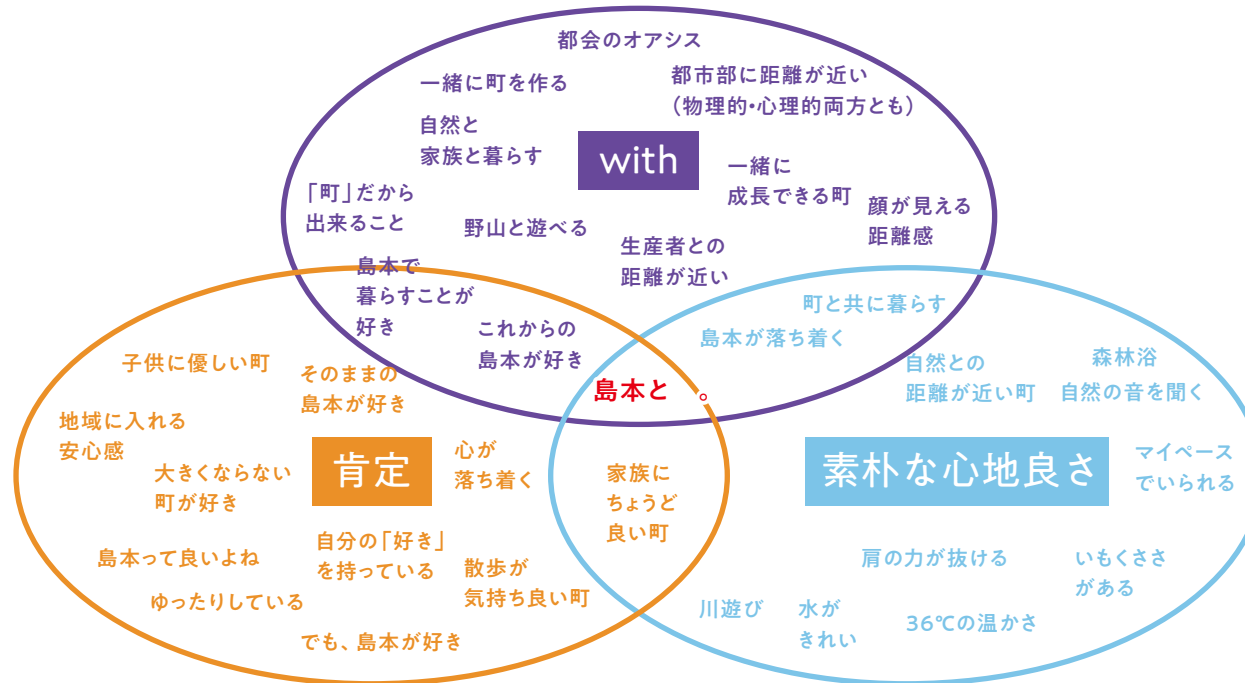 都会のオアシス
一緒に町を作る
都市部に距離が近い
（物理的・心理的両方とも）
自然と
家族と暮らす
with
一緒に
成長できる町
「町」だから
出来ること
野山と遊べる
顔が見える
距離感
生産者との
距離が近い
島本で
暮らすことが
好き
これからの
島本が好き
町と共に暮らす
島本が落ち着く
島本と　。
子供に優しい町
そのままの
島本が好き
地域に入れる
安心感
大きくならない
町が好き
肯定
心が
落ち着く
島本って良いよね
自分の「好き」
を持っている
散歩が
気持ち良い町
ゆったりしている
でも、島本が好き
家族に
ちょうど
良い町
自然との
距離が近い町
森林浴
自然の音を聞く
素朴な心地良さ
マイペース
でいられる
肩の力が抜ける
いもくささ
がある
川遊び
水が
きれい
36℃の温かさ